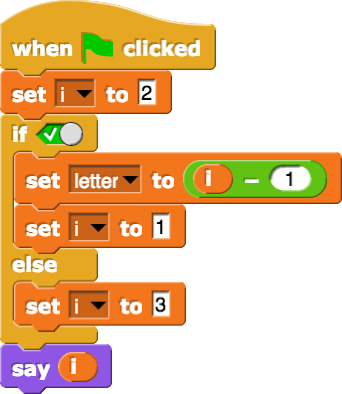 when clicked
set i to 2
if
set letter to i - 1
set i to 1
else
set i to 3
say i